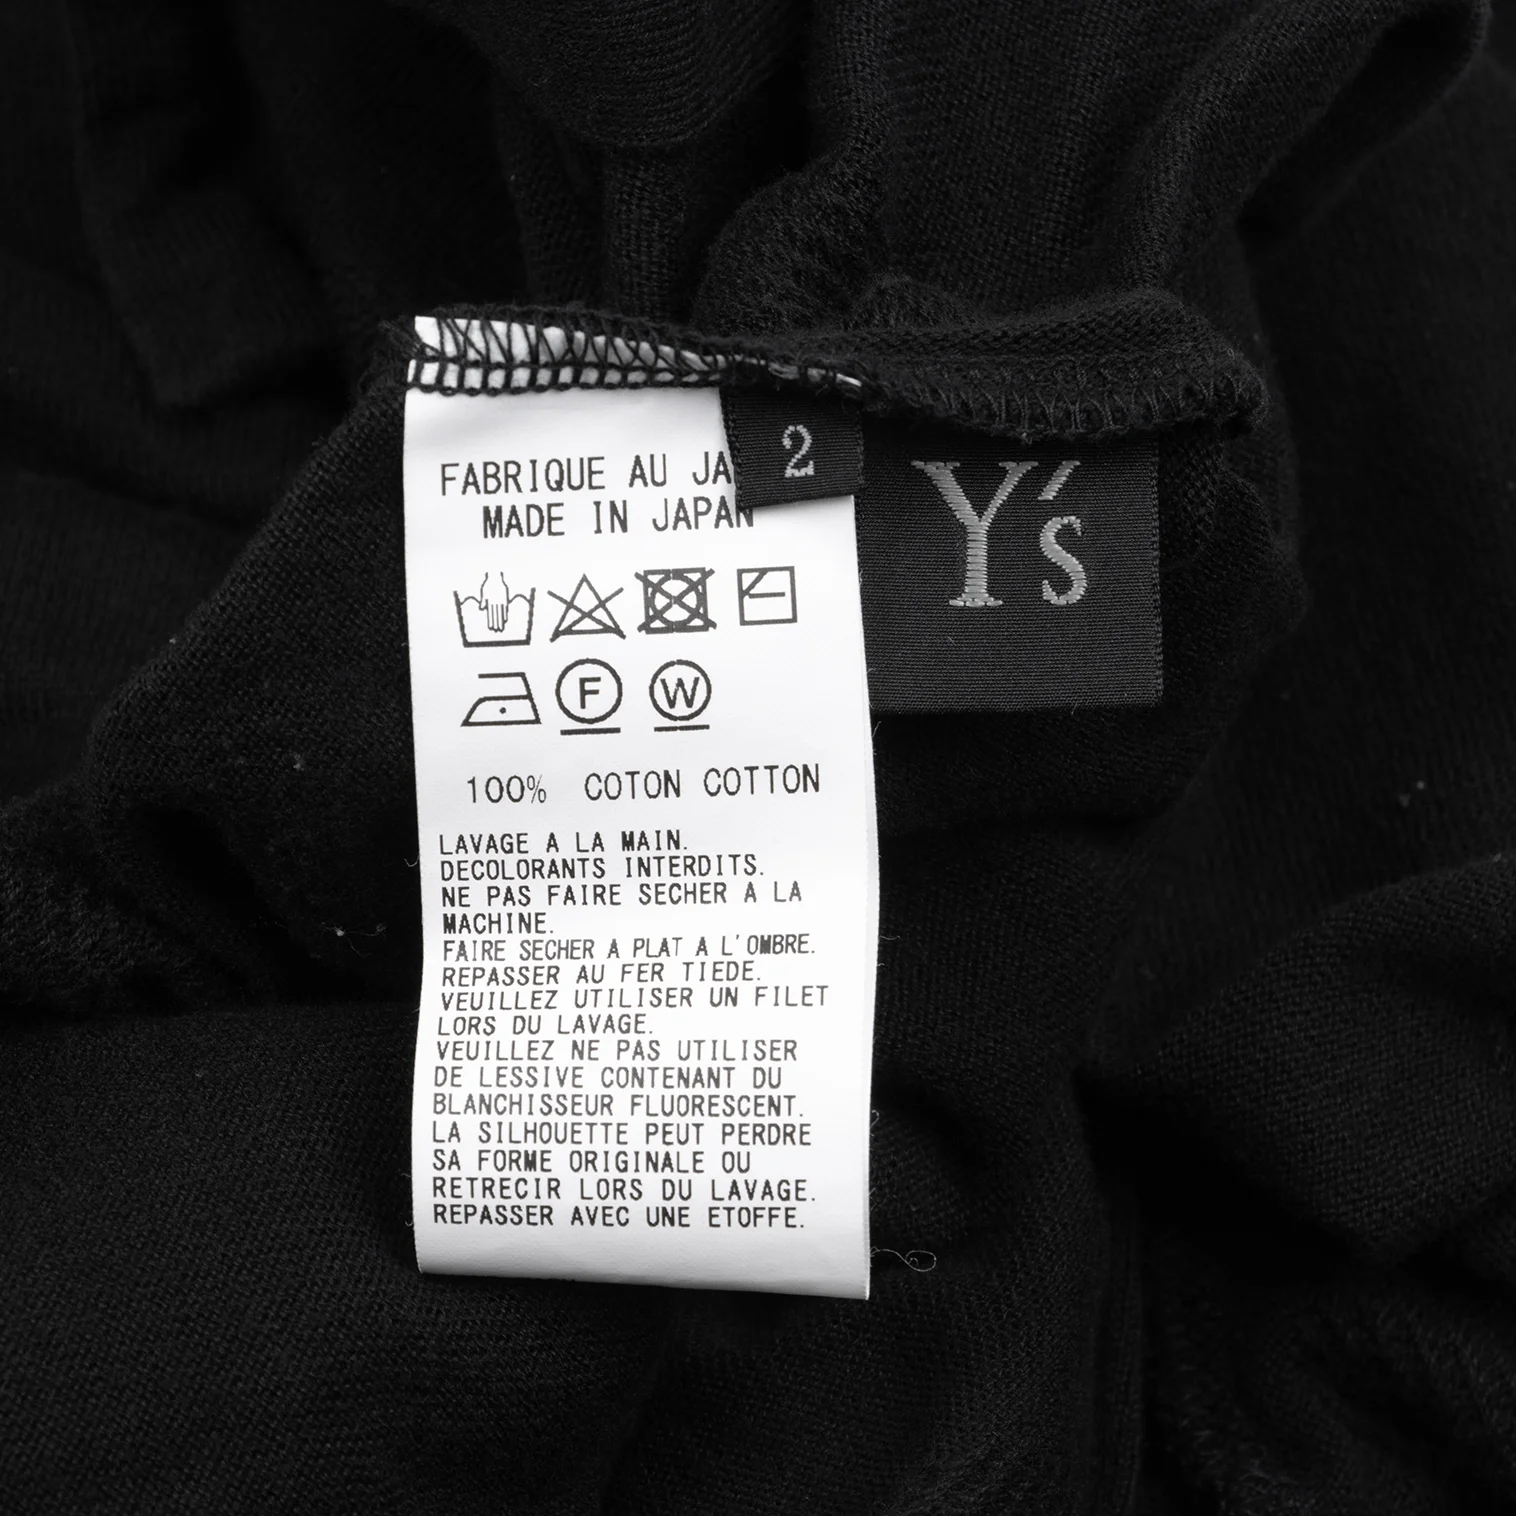 FABRIQUE AU
MADE IN JAPAN
2
Y's
F
W
100% COTON COTTON
LAVAGE A LA MAIN.
DECOLORANTS INTERDITS.
NE PAS FAIRE SECHER A LA
MACHINE.
FAIRE SECHER A PLAT A L'OMBRE.
REPASSER AU FER TIEDE.
VEUILLEZ UTILISER UN FILET
LORS DU LAVAGE.
VEUILLEZ NE PAS UTILISER
DE LESSIVE CONTENANT DU
BLANCHISSEUR FLUORESCENT.
LA SILHOUETTE PEUT PERDRE
SA FORME ORIGINALE OU
RETRECIR LORS DU LAVAGE.
REPASSER AVEC UNE ETOFFE.